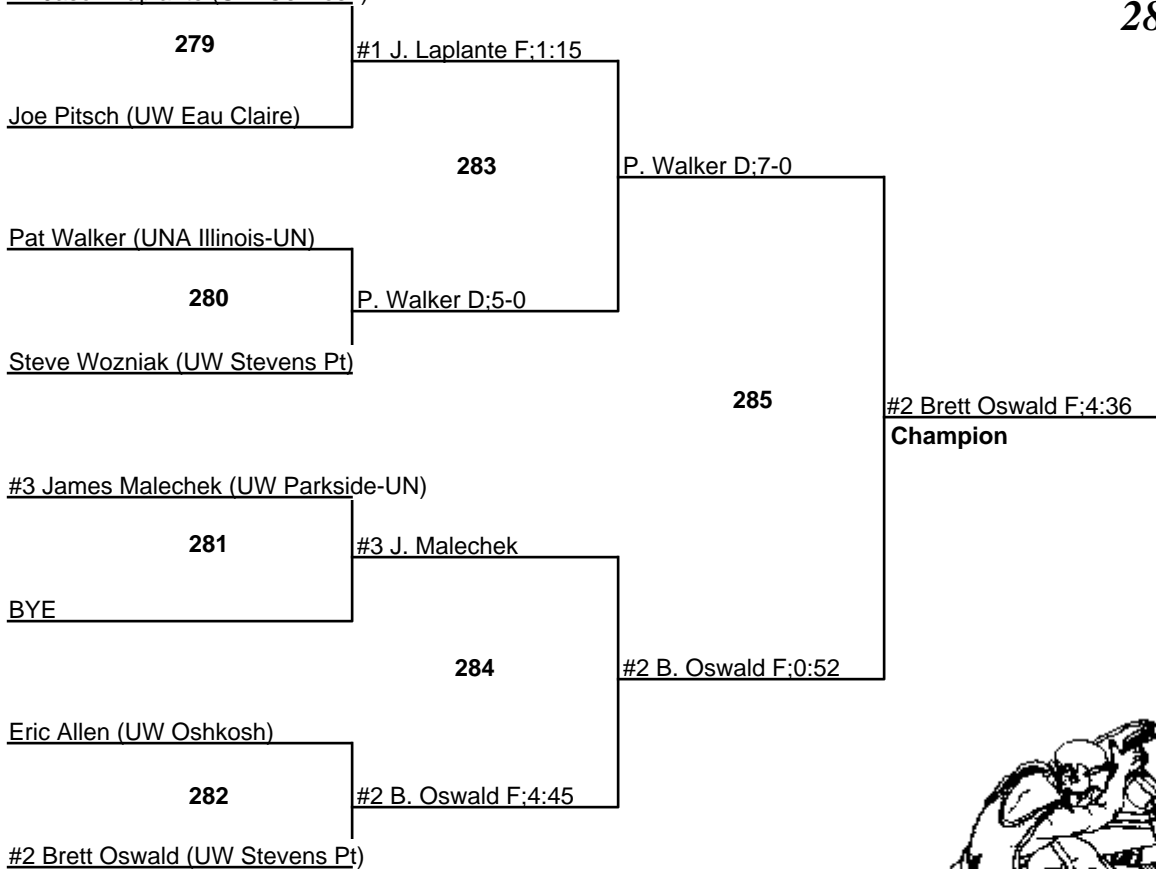 28
279
#1 J. Laplante F;1:15
Joe Pitsch (UW Eau Claire)
283
P. Walker D;7-0
Pat Walker (UNA Illinois-UN)
280
P. Walker D;5-0
Steve Wozniak (UW Stevens Pt)
285
#2 Brett Oswald F;4:36
Champion
#3 James Malechek (UW Parkside-UN)
281
#3 J. Malechek
BYE
284
#2 B. Oswald F;0:52
Eric Allen (UW Oshkosh)
282
#2 B. Oswald F;4:45
#2 Brett Oswald (UW Stevens Pt)